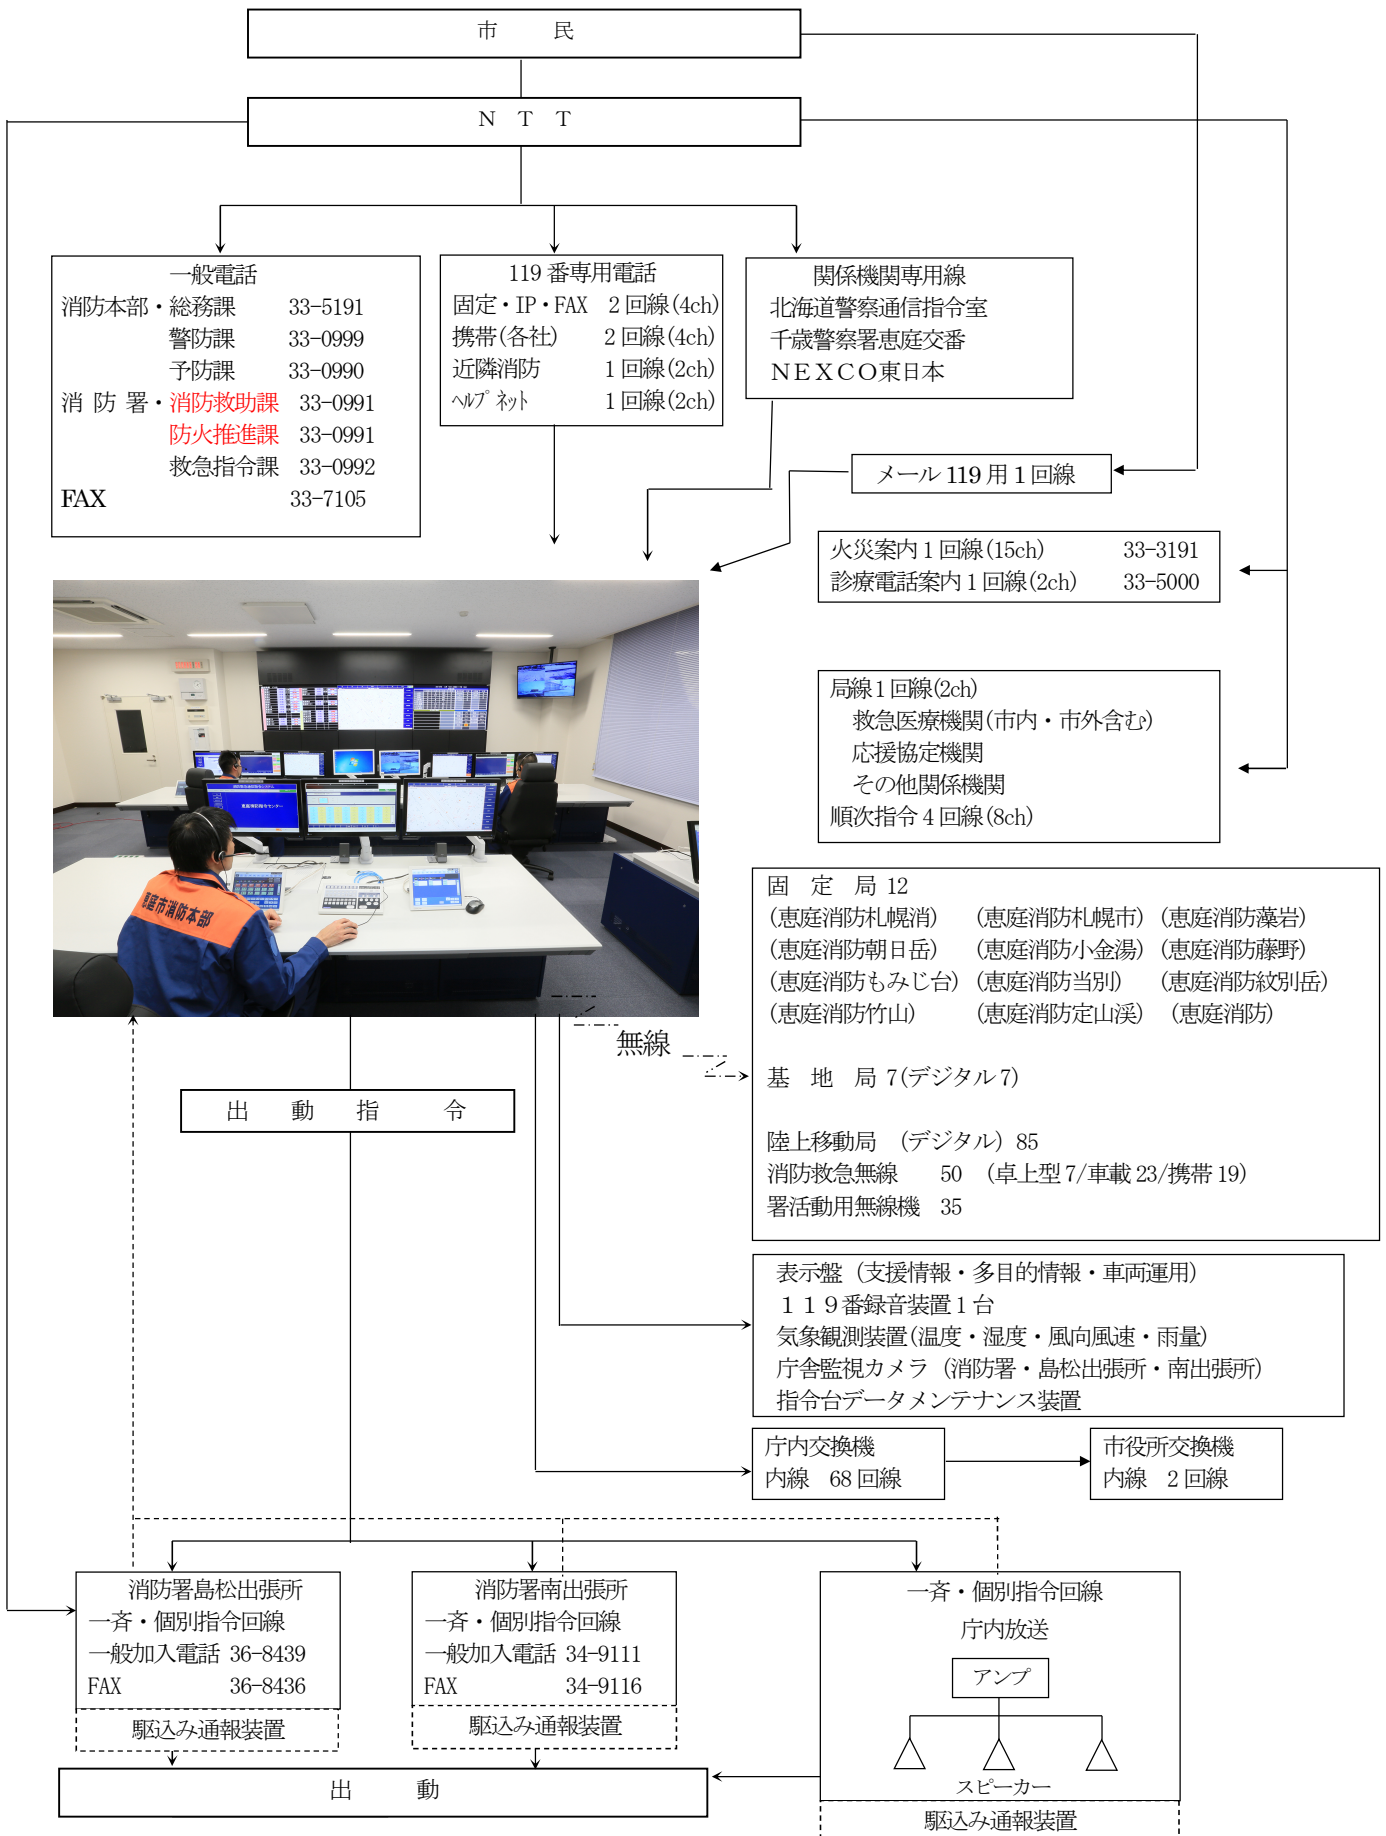 市　　民
Ｎ　Ｔ　Ｔ
一般電話
消防本部・総務課　33-5191
警防課　33-0999
予防課　33-0990
消 防 署・消防救助課　33-0991
防火推進課　33-0991
救急指令課　33-0992
FAX　33-7105
119 番専用電話
固定・IP・FAX　2 回線(4ch)
携帯(各社)　2 回線(4ch)
近隣消防　1 回線(2ch)
ヘルプネット　1 回線(2ch)
関係機関専用線
北海道警察通信指令室
千歳警察署恵庭交番
ＮＥＸＣＯ東日本
メール 119 用 1 回線
火災案内 1 回線(15ch)　33-3191
診療電話案内 1 回線(2ch)　33-5000
局線 1 回線(2ch)
救急医療機関(市内・市外含む)
応援協定機関
その他関係機関
順次指令 4 回線(8ch)
恵庭消防指令センター
恵庭市消防本部
固　定　局 12
(恵庭消防札幌消)　(恵庭消防札幌市)　(恵庭消防藻岩)
(恵庭消防朝日岳)　(恵庭消防小金湯)　(恵庭消防藤野)
(恵庭消防もみじ台)　(恵庭消防当別)　(恵庭消防紋別岳)
(恵庭消防竹山)　(恵庭消防定山渓)　(恵庭消防)
無線
基　地　局 7(デジタル 7)
陸上移動局　(デジタル) 85
消防救急無線　50　(卓上型 7/車載 23/携帯 19)
署活動用無線機　35
出　動　指　令
表示盤（支援情報・多目的情報・車両運用）
１１９番録音装置 1 台
気象観測装置(温度・湿度・風向風速・雨量)
庁舎監視カメラ（消防署・島松出張所・南出張所）
指令台データメンテナンス装置
庁内交換機
内線　68 回線
市役所交換機
内線　2 回線
消防署島松出張所
一斉・個別指令回線
一般加入電話 36-8439
FAX　36-8436
駆込み通報装置
消防署南出張所
一斉・個別指令回線
一般加入電話 34-9111
FAX　34-9116
駆込み通報装置
一斉・個別指令回線
庁内放送
アンプ
スピーカー
駆込み通報装置
出　　動